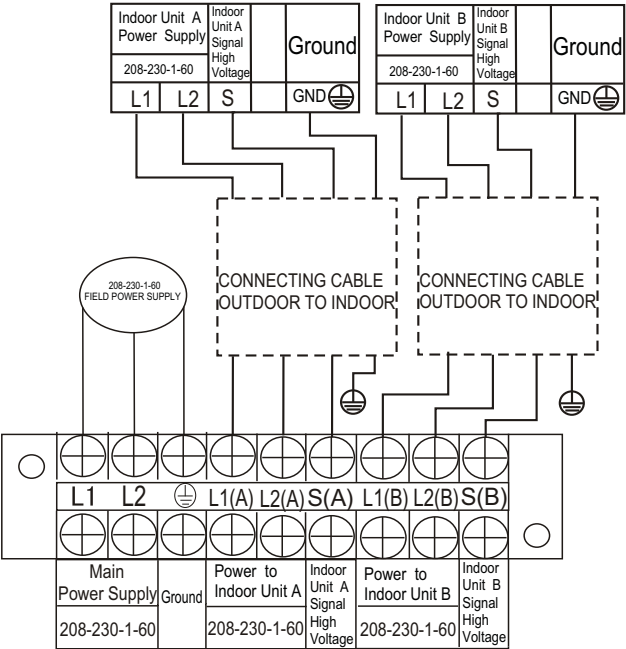 Indoor Unit A
Power Supply
208-230-1-60
Indoor
Unit A
Signal
High
Voltage
Ground
L1 L2 S GND
Indoor Unit B
Power Supply
208-230-1-60
Indoor
Unit B
Signal
High
Voltage
Ground
L1 L2 S GND
208-230-1-60
FIELD POWER SUPPLY
CONNECTING CABLE
OUTDOOR TO INDOOR
CONNECTING CABLE
OUTDOOR TO INDOOR
L1 L2 L1(A) L2(A) S(A) L1(B) L2(B) S(B)
Main
Power Supply
208-230-1-60
Ground
Power to
Indoor Unit A
208-230-1-60
Indoor
Unit A
Signal
High
Voltage
Power to
Indoor Unit B
208-230-1-60
Indoor
Unit B
Signal
High
Voltage